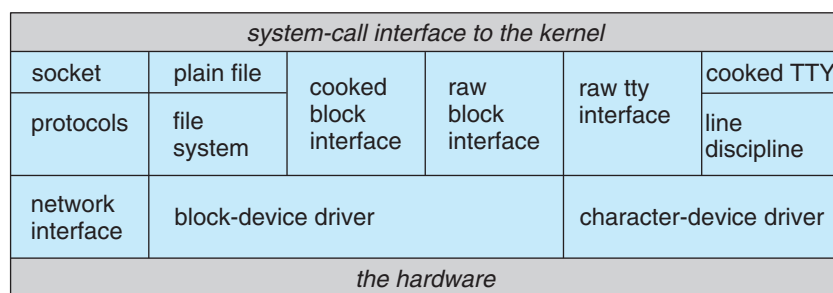 system-call interface to the kernel
socket
protocols
plain file
file
system
cooked
block
interface
raw
block
interface
raw tty
interface
cooked TTY
line
discipline
network
interface
block-device driver
character-device driver
the hardware